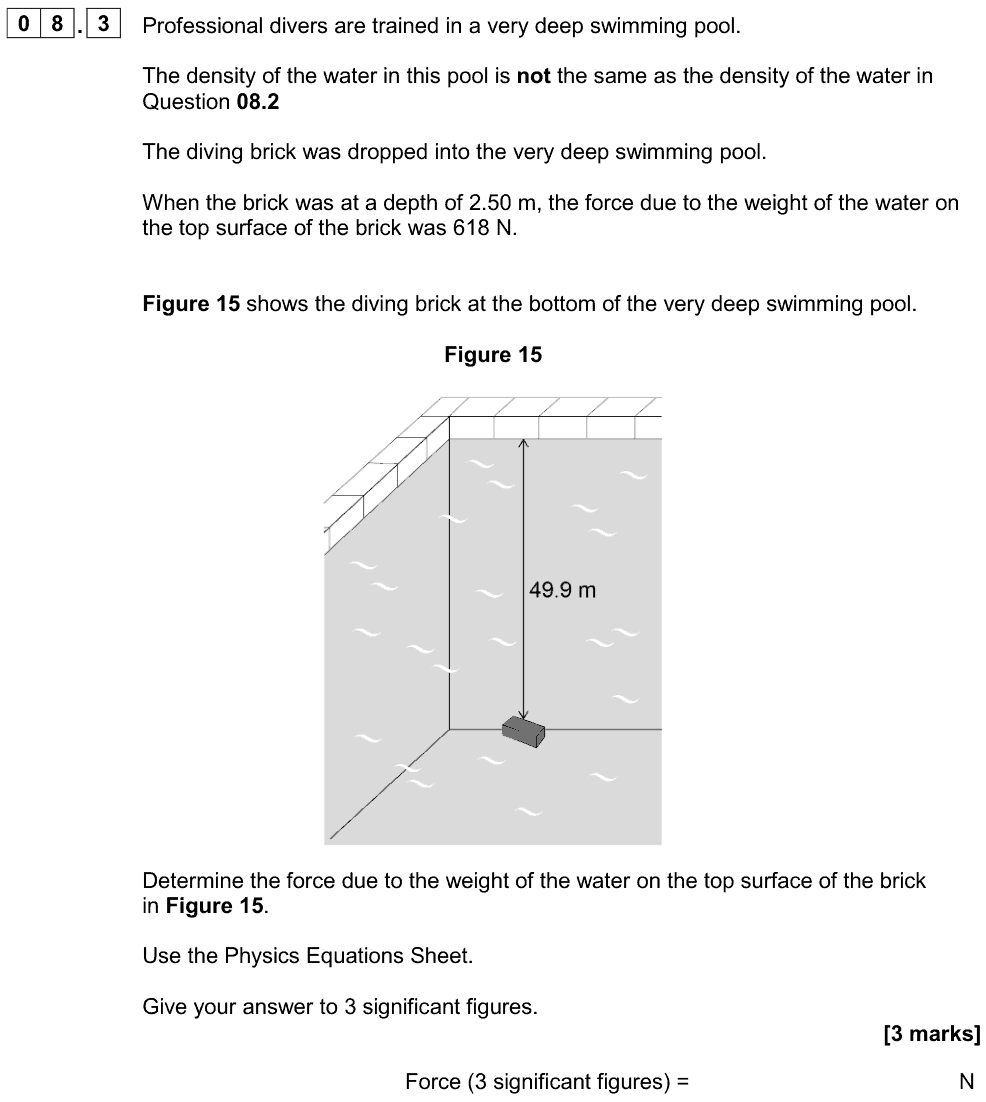 0 8 . 3 Professional divers are trained in a very deep swimming pool.
The density of the water in this pool is not the same as the density of the water in
Question 08.2
The diving brick was dropped into the very deep swimming pool.
When the brick was at a depth of 2.50 m, the force due to the weight of the water on
the top surface of the brick was 618 N.
Figure 15 shows the diving brick at the bottom of the very deep swimming pool.
Figure 15
49.9 m
Determine the force due to the weight of the water on the top surface of the brick
in Figure 15.
Use the Physics Equations Sheet.
Give your answer to 3 significant figures.
[3 marks]
Force (3 significant figures) = N